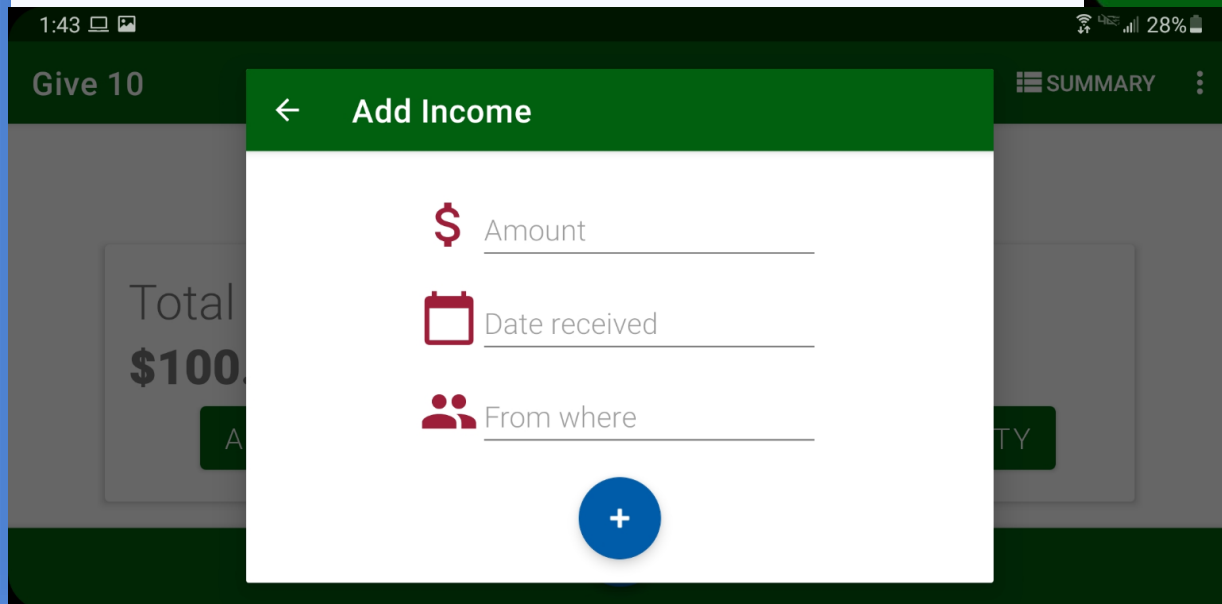 1:43 28%
Give 10 SUMMARY
Add Income
$ Amount
Date received
Total
$100.
From where
A TY
+